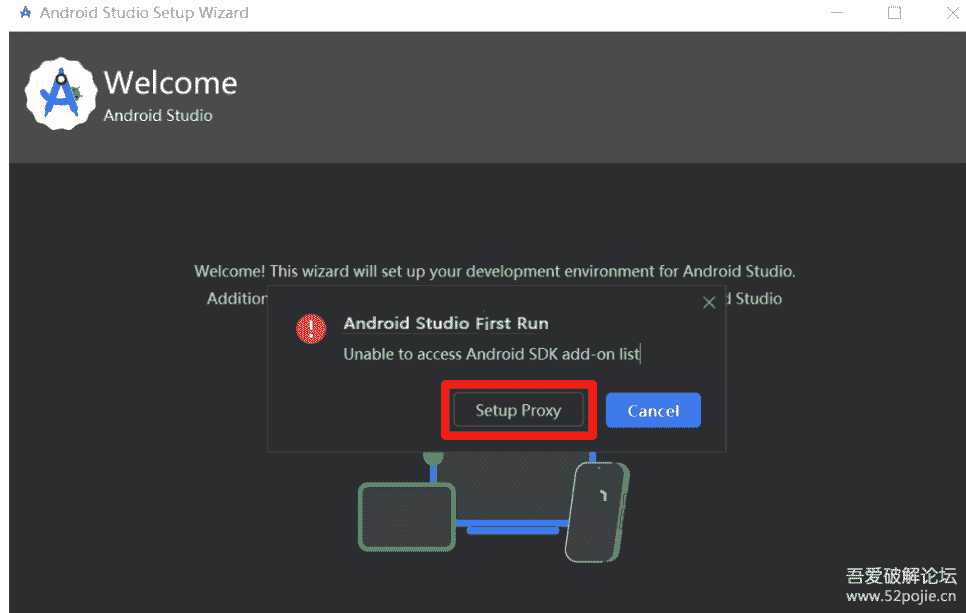 Android Studio Setup Wizard
Welcome
Android Studio
Welcome! This wizard will set up your development environment for Android Studio.
Addition
d Studio
Android Studio First Run
Unable to access Android SDK add-on list
Setup Proxy
Cancel
吾爱破解论坛
www.52pojie.cn